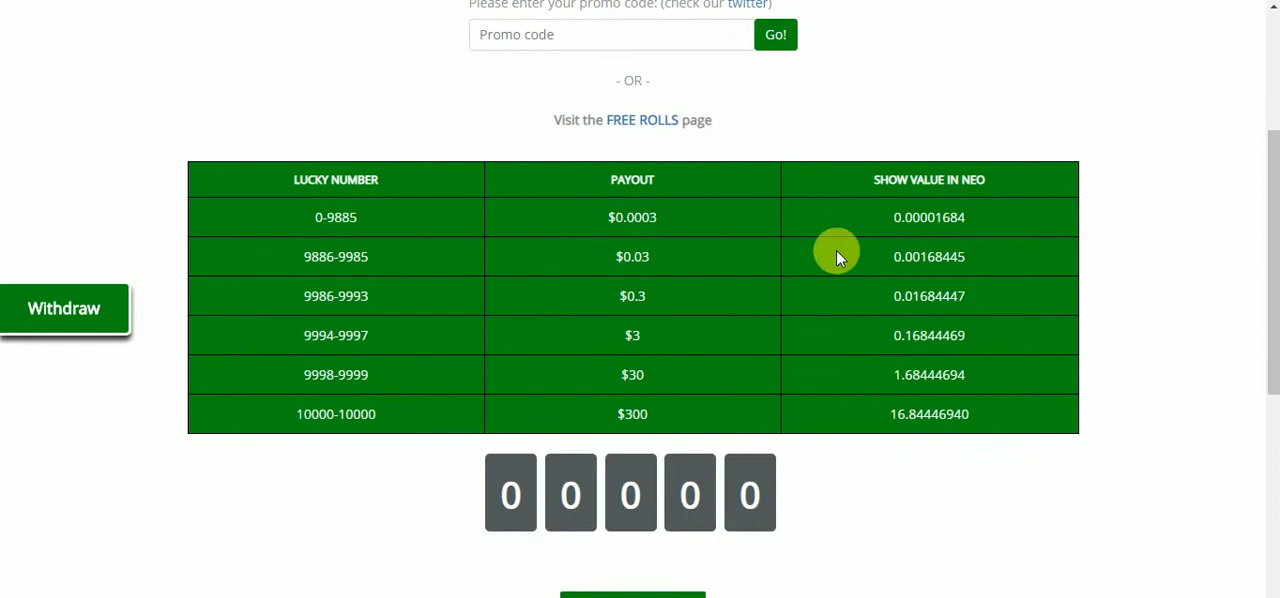 Please enter your promo code: (check our twitter)
Promo code Go!
- OR -
Visit the FREE ROLLS page
LUCKY NUMBER PAYOUT SHOW VALUE IN NEO
0-9885 $0.0003 0.00001684
9886-9985 $0.03 0.00168445
9986-9993 $0.3 0.01684447
Withdraw
9994-9997 $3 0.16844469
9998-9999 $30 1.68444694
10000-10000 $300 16.84446940
0 0 0 0 0